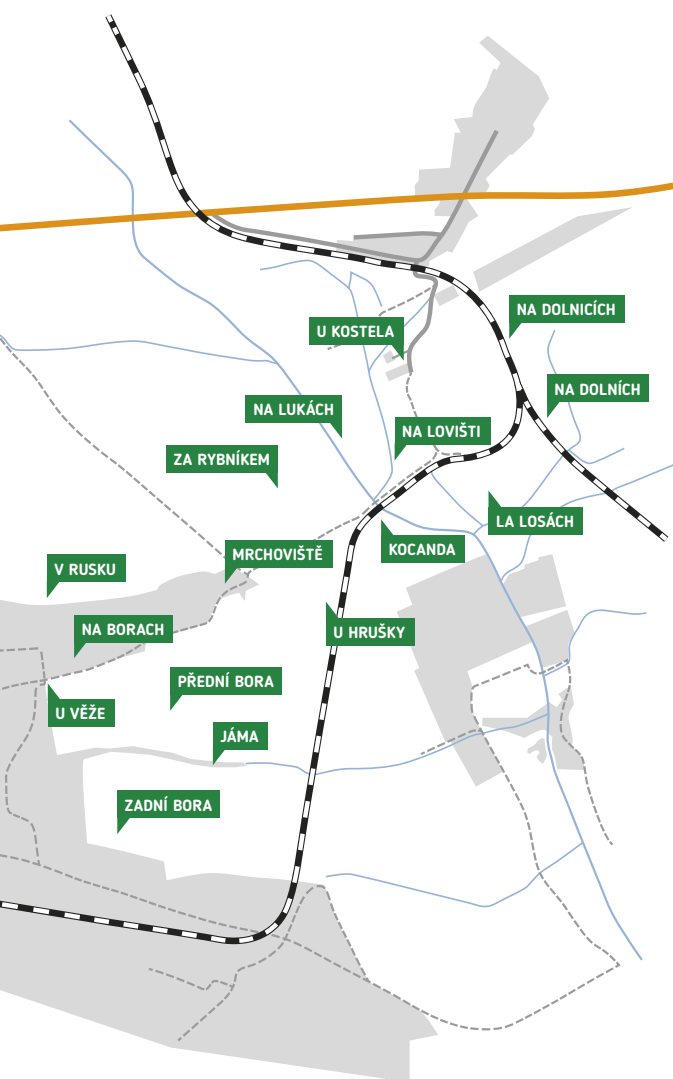 NA DOLNICÍCH
U KOSTELA
NA DOLNÍCH
NA LUKÁCH
NA LOVIŠTI
ZA RYBNÍKEM
LA LOSÁCH
KOCANDA
MRCHOVIŠTĚ
V RUSKU
NA BORACH
U HRUŠKY
PŘEDNÍ BORA
U VĚŽE
JÁMA
ZADNÍ BORA